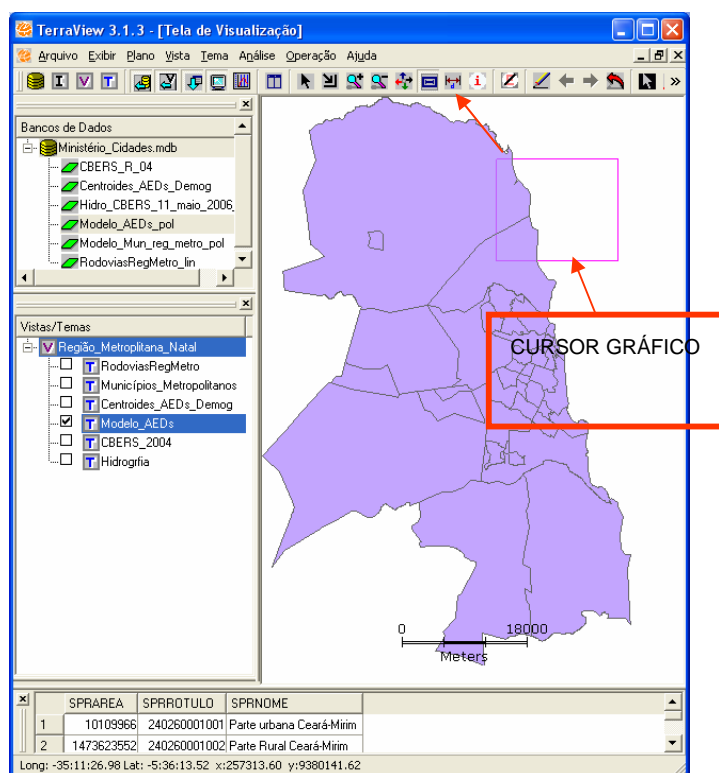 TerraView 3.1.3 - [Tela de Visualização]
Arquivo Exibir Plano Vista Tema Análise Operação Ajuda
Bancos de Dados
Ministério_Cidades.mdb
CBERS_R_04
Centroides_AEDs_Demog
Hidro_CBERS_11_maio_2006_
Modelo_AEDs_pol
Modelo_Mun_reg_metro_pol
RodoviasRegMetro_lin
Vistas/Temas
Região_Metroplitana_Natal
RodoviasRegMetro
Municípios_Metropolitanos
Centroides_AEDs_Demog
Modelo_AEDs
CBERS_2004
Hidrogrfia
CURSOR GRÁFICO
0 18000
Meters
SPRAREA SPRROTULO SPRNOME
1 10109966 240260001001 Parte urbana Ceará-Mirim
2 1473623552 240260001002 Parte Rural Ceará-Mirim
Long: -35:11:26.98 Lat: -5:36:13.52 x:257313.60 y:9380141.62